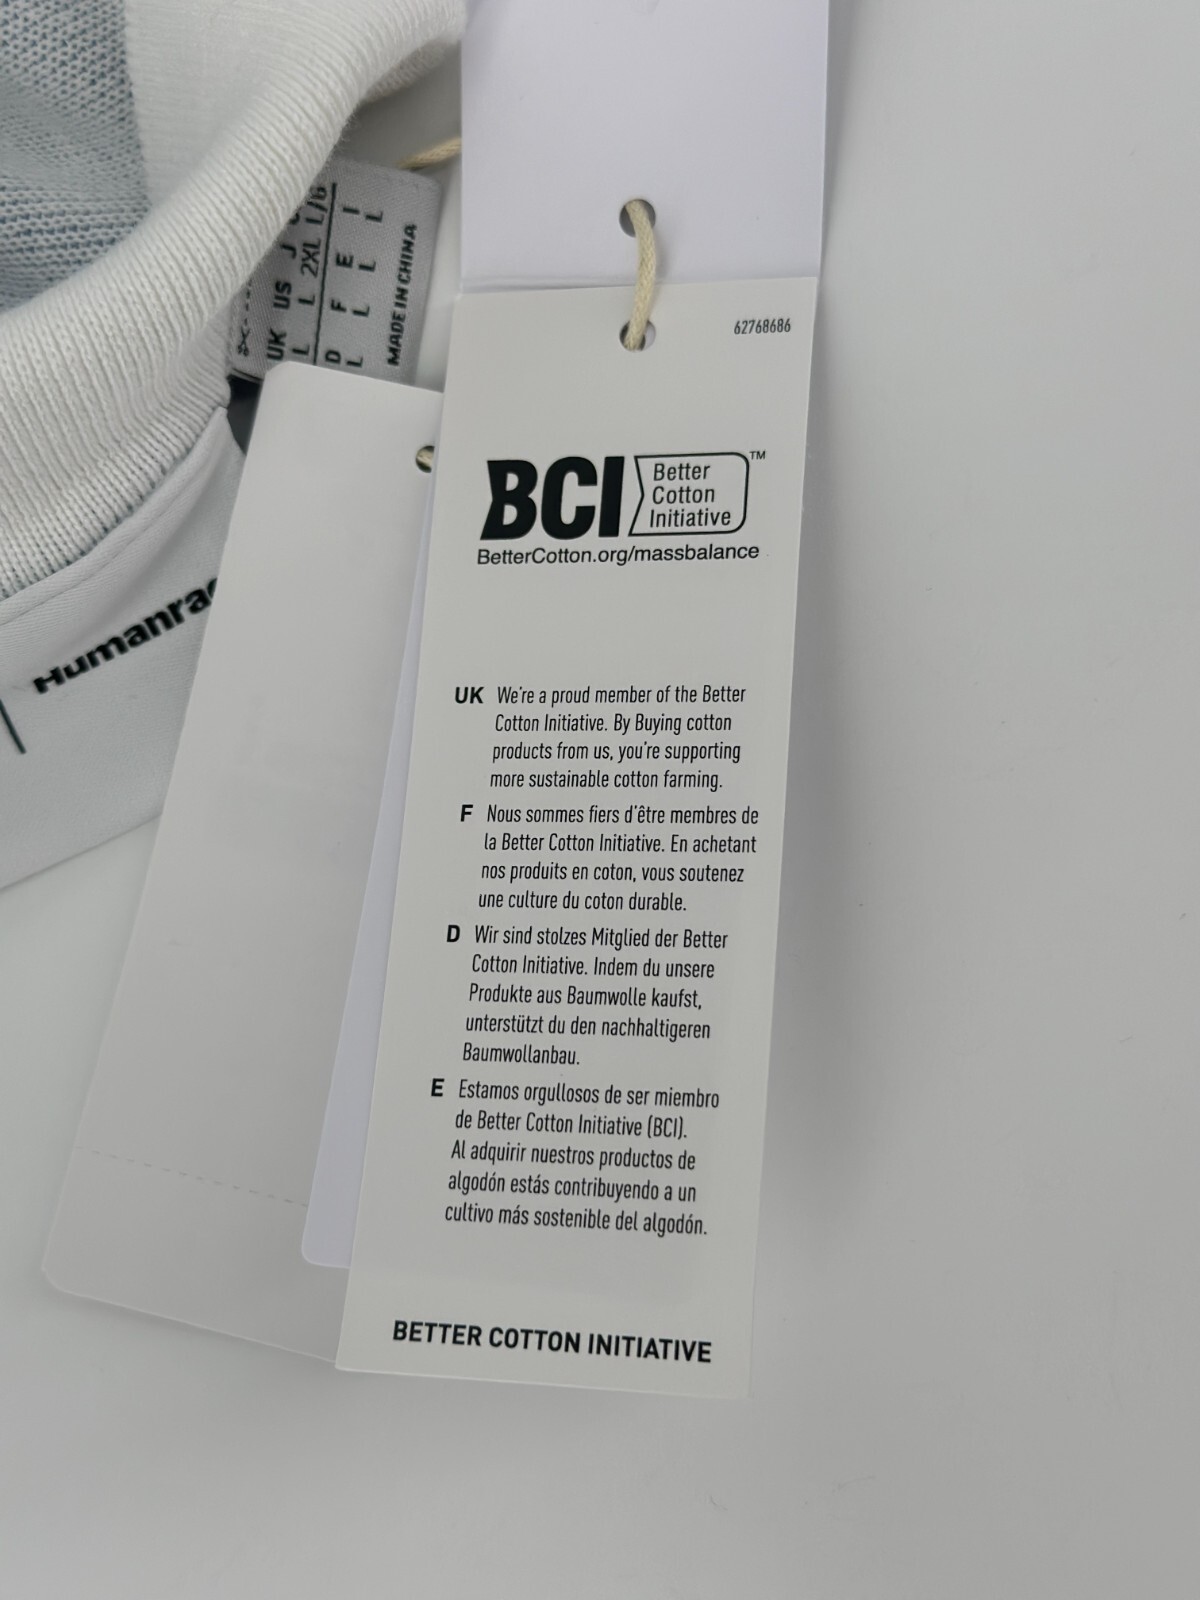 UK US J
L L 2XL L/G
D F E I
L L L L
MADE IN CHINA
62768686
BCI Better
Cotton
Initiative™
BetterCotton.org/massbalance
UK We're a proud member of the Better
Cotton Initiative. By Buying cotton
products from us, you're supporting
more sustainable cotton farming.
F Nous sommes fiers d'être membres de
la Better Cotton Initiative. En achetant
nos produits en coton, vous soutenez
une culture du coton durable.
D Wir sind stolzes Mitglied der Better
Cotton Initiative. Indem du unsere
Produkte aus Baumwolle kaufst,
unterstützt du den nachhaltigeren
Baumwollanbau.
E Estamos orgullosos de ser miembro
de Better Cotton Initiative (BCI).
Al adquirir nuestros productos de
algodón estás contribuyendo a un
cultivo más sostenible del algodón.
BETTER COTTON INITIATIVE